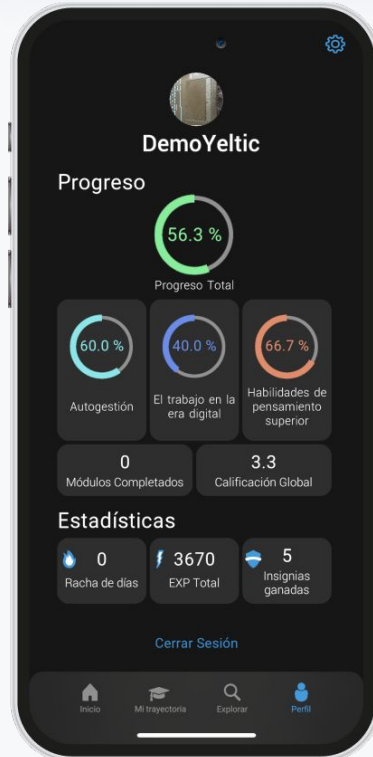 DemoYeltic
Progreso
56.3 %
Progreso Total
60.0 %
Autogestión
40.0 %
El trabajo en la
era digital
66.7 %
Habilidades de
pensamiento
superior
0
Módulos Completados
3.3
Calificación Global
Estadísticas
0
Racha de días
3670
EXP Total
5
Insignias
ganadas
Cerrar Sesión
Inicio
Mi trayectoria
Explorar
Perfil